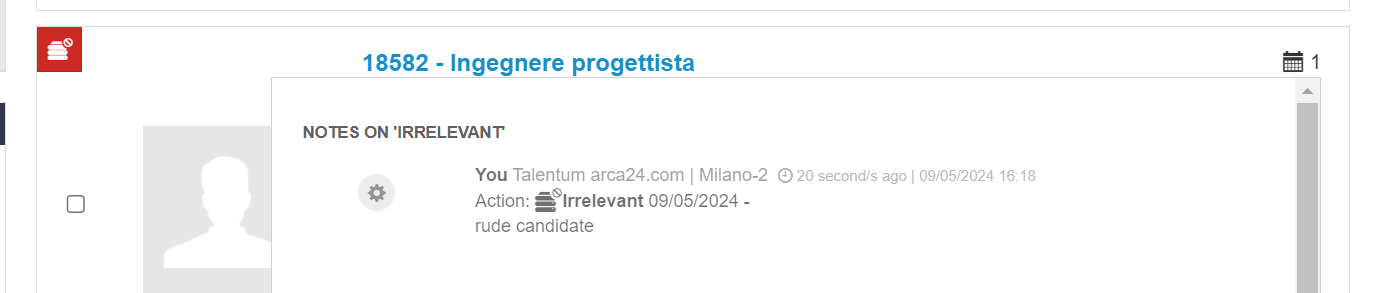 18582 - Ingegnere progettista
1
NOTES ON 'IRRELEVANT'
You Talentum arca24.com | Milano-2 20 second/s ago | 09/05/2024 16:18
Action: Irrelevant 09/05/2024 -
rude candidate